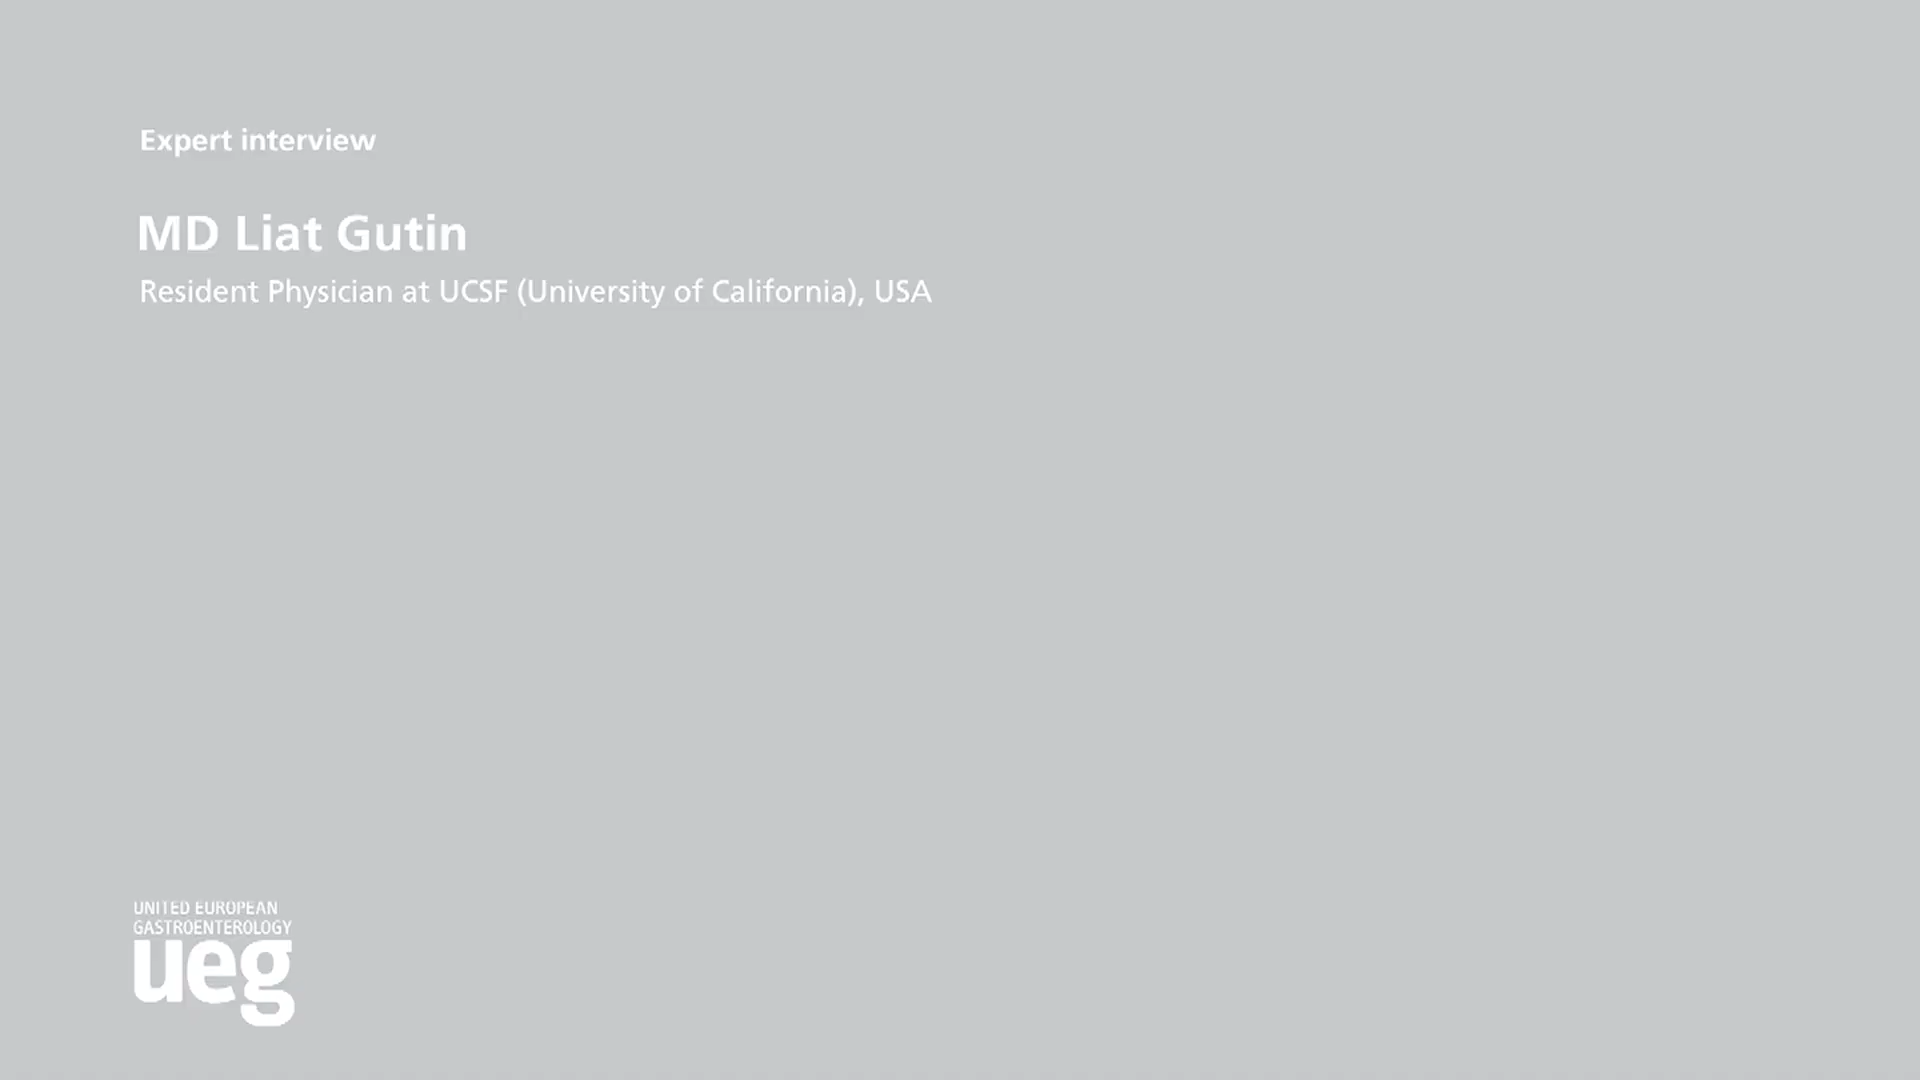 Expert interview
MD Liat Gutin
Resident Physician at UCSF (University of California), USA
UNITED EUROPEAN
GASTROENTEROLOGY
ueg